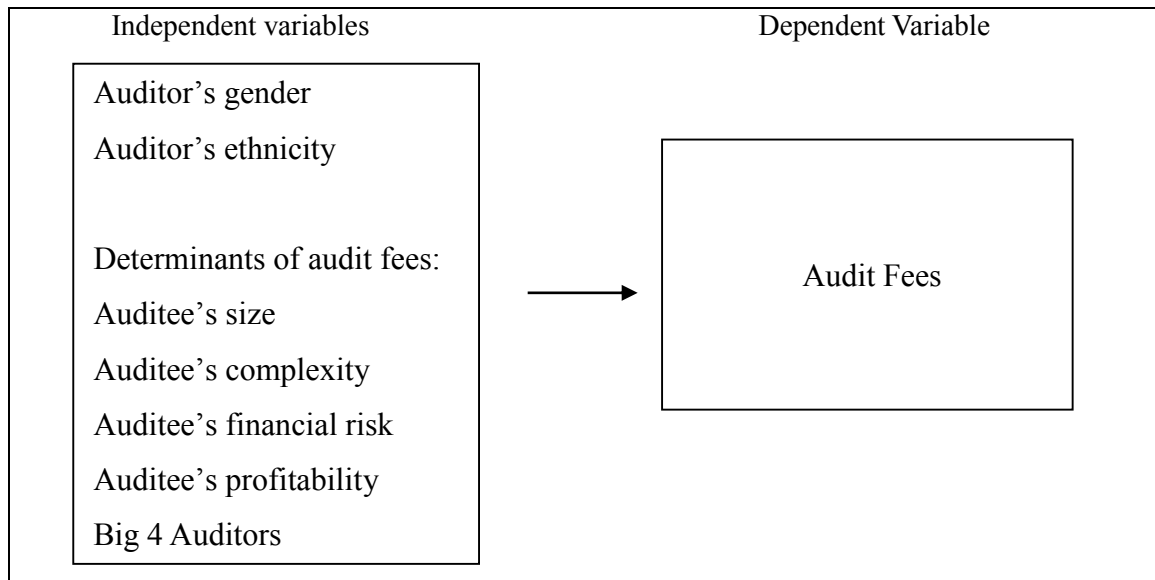 Independent variables
Dependent Variable
Auditor’s gender
Auditor’s ethnicity
Determinants of audit fees:
Auditee’s size
Auditee’s complexity
Auditee’s financial risk
Auditee’s profitability
Big 4 Auditors
Audit Fees